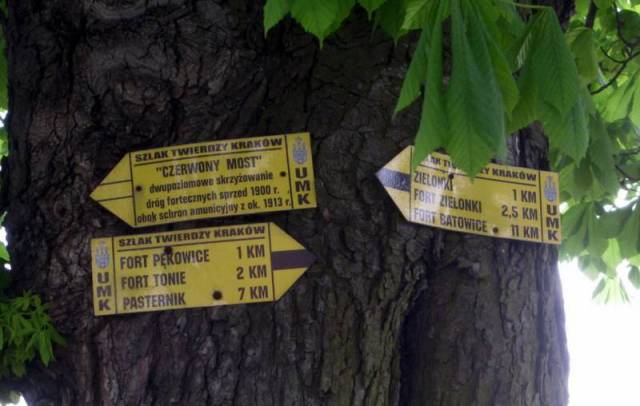 SZLAK TWIERDZY KRAKÓW
"CZERWONY MOST"
dwupoziomowe skrzyżowanie
dróg fortecznych sprzed 1900 r.
obok schron amunicyjny z ok. 1913 r.
UMK
SZLAK TWIERDZY KRAKÓW
FORT PĘKOWICE 1 KM
FORT TONIE 2 KM
PASTERNIK 7 KM
UMK
SZLAK TWIERDZY KRAKÓW
ZIELONKI 1 KM
FORT ZIELONKI 2,5 KM
FORT BATOWICE 11 KM
UMK